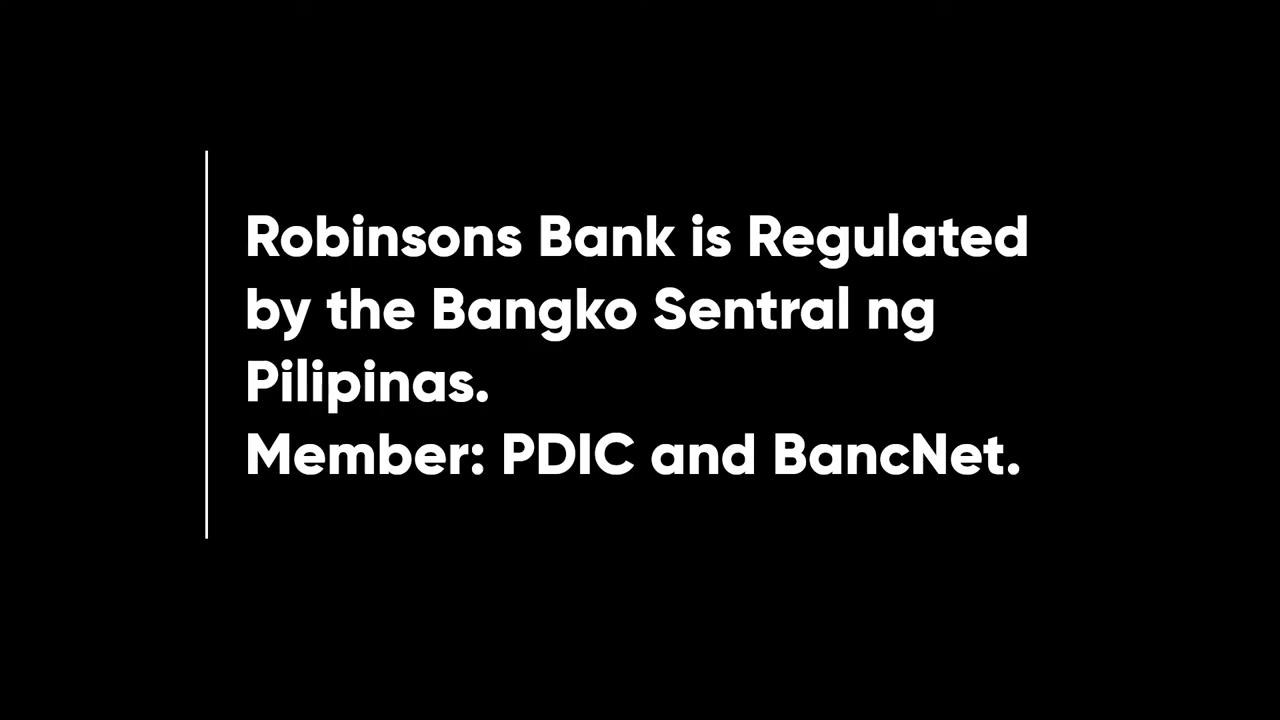 Robinsons Bank is Regulated
by the Bangko Sentral ng
Pilipinas.
Member: PDIC and BancNet.